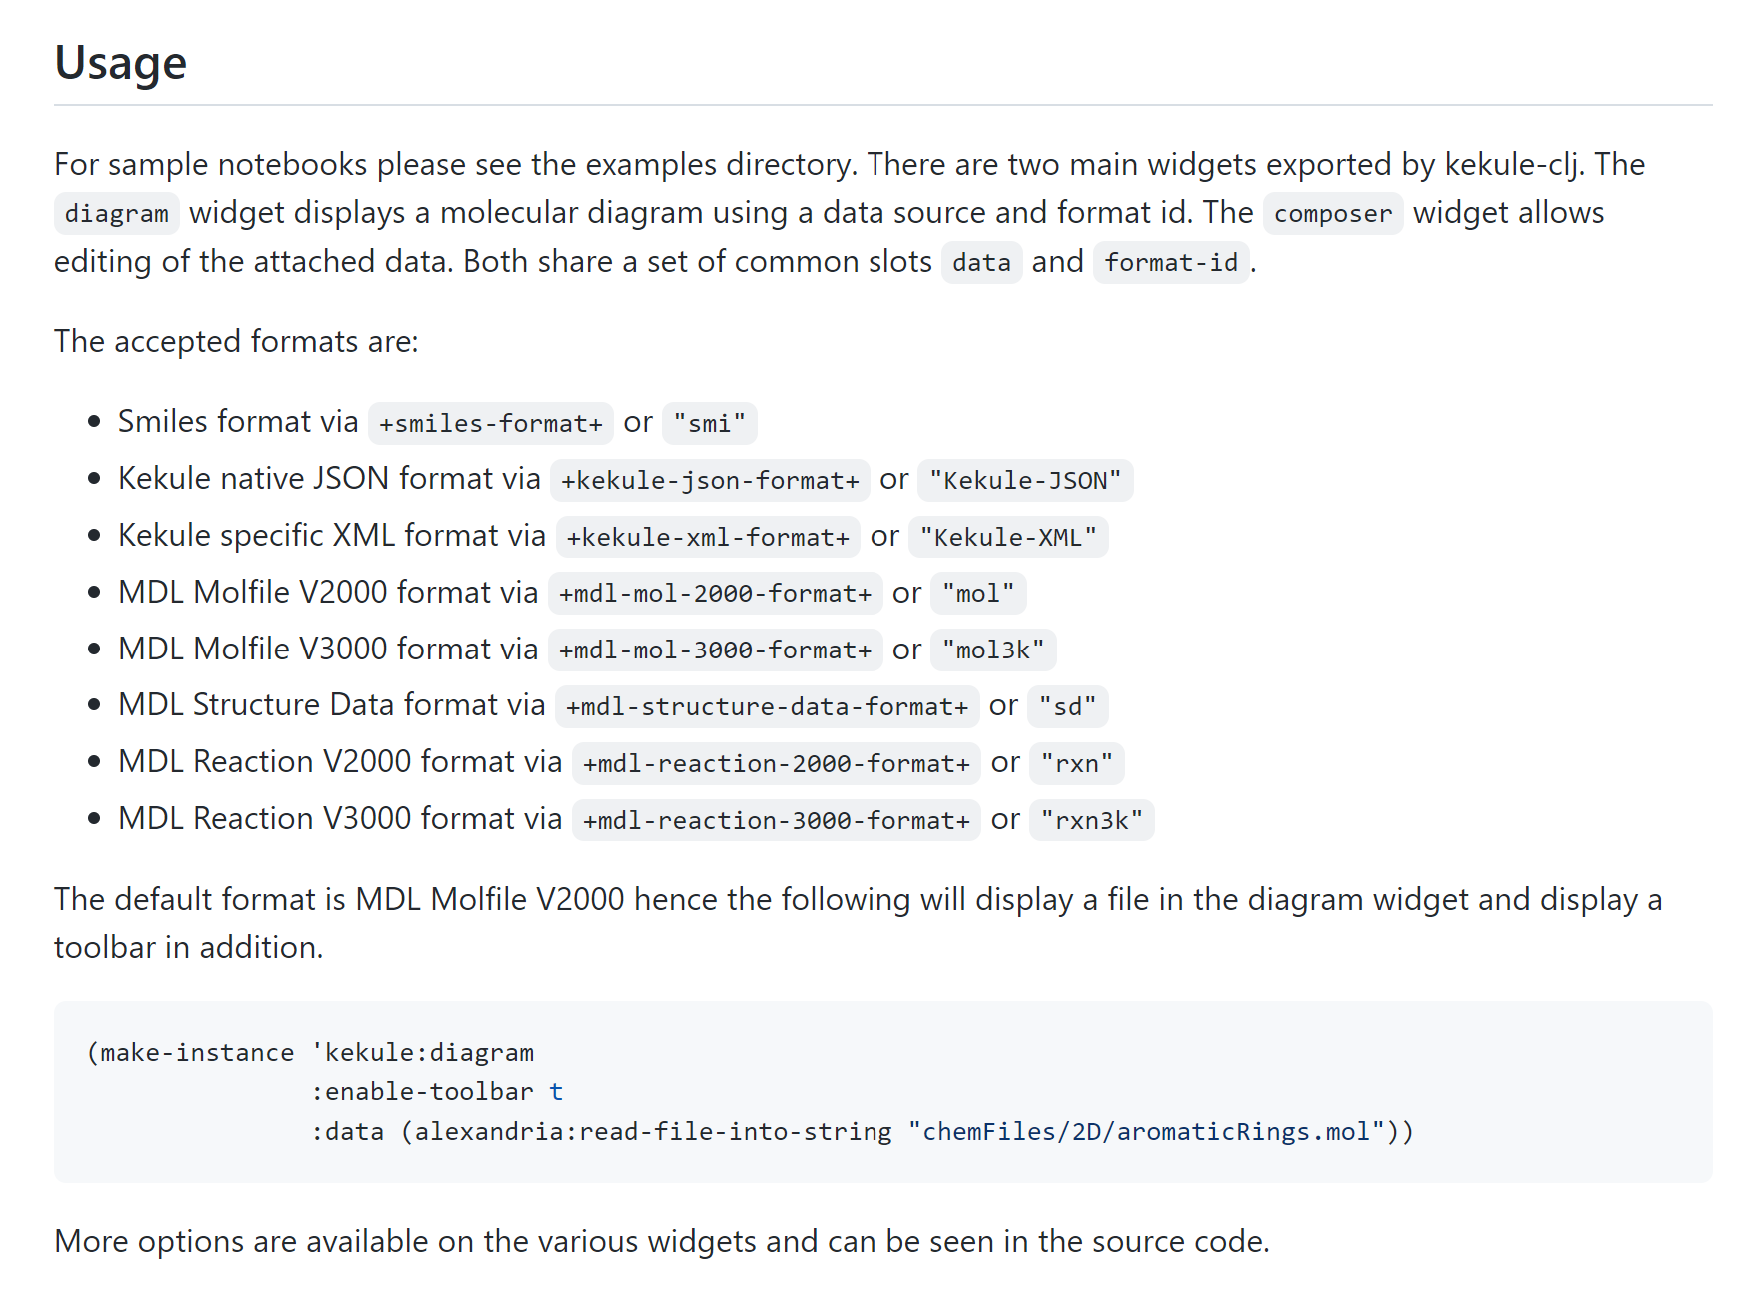 Usage
For sample notebooks please see the examples directory. There are two main widgets exported by kekule-clj. The
diagram widget displays a molecular diagram using a data source and format id. The composer widget allows
editing of the attached data. Both share a set of common slots data and format-id.
The accepted formats are:
• Smiles format via +smiles-format+ or "smi"
• Kekule native JSON format via +kekule-json-format+ or "Kekule-JSON"
• Kekule specific XML format via +kekule-xml-format+ or "Kekule-XML"
• MDL Molfile V2000 format via +mdl-mol-2000-format+ or "mol"
• MDL Molfile V3000 format via +mdl-mol-3000-format+ or "mol3k"
• MDL Structure Data format via +mdl-structure-data-format+ or "sd"
• MDL Reaction V2000 format via +mdl-reaction-2000-format+ or "rxn"
• MDL Reaction V3000 format via +mdl-reaction-3000-format+ or "rxn3k"
The default format is MDL Molfile V2000 hence the following will display a file in the diagram widget and display a
toolbar in addition.
(make-instance 'kekule:diagram
:enable-toolbar t
:data (alexandria:read-file-into-string "chemFiles/2D/aromaticRings.mol"))
More options are available on the various widgets and can be seen in the source code.